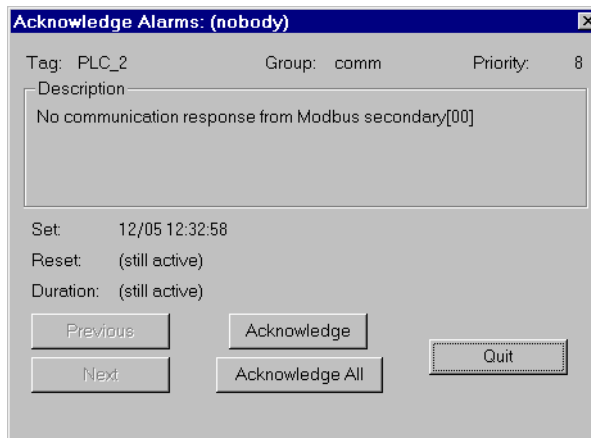 Acknowledge Alarms: (nobody)
Tag: PLC_2 Group: comm Priority: 8
Description
No communication response from Modbus secondary[00]
Set: 12/05 12:32:58
Reset: (still active)
Duration: (still active)
Previous Acknowledge
Quit
Next Acknowledge All